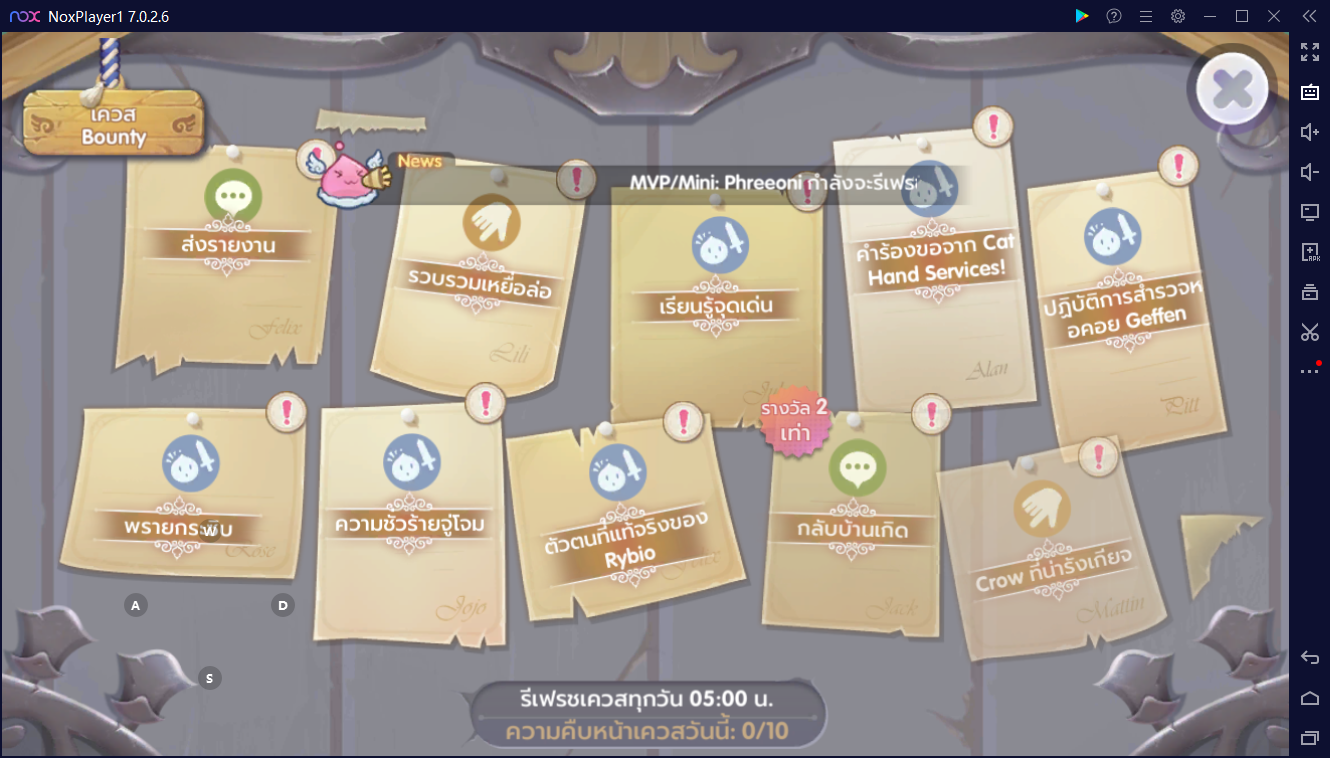 nox NoxPlayer1 7.0.2.6
เควส
Bounty
News
MVP/Mini: Phreeoni กำลังจะรีเฟรช
ส่งรายงาน
Felix
รวบรวมเหยื่อล่อ
Lili
เรียนรู้จุดเด่น
คำร้องขอจาก Cat
Hand Services!
Alan
ปฏิบัติการสำรวจห
อคอย Geffen
Pitt
พรายกระซิบ
Rose
ความชั่วร้ายจู่โจม
Jojo
ตัวตนที่แท้จริงของ
Rybio
Felix
รางวัล 2
เท่า
กลับบ้านเกิด
Jack
Crow ที่น่ารังเกียจ
Mattin
W
A
D
S
รีเฟรชเควสทุกวัน 05:00 น.
ความคืบหน้าเควสวันนี้: 0/10